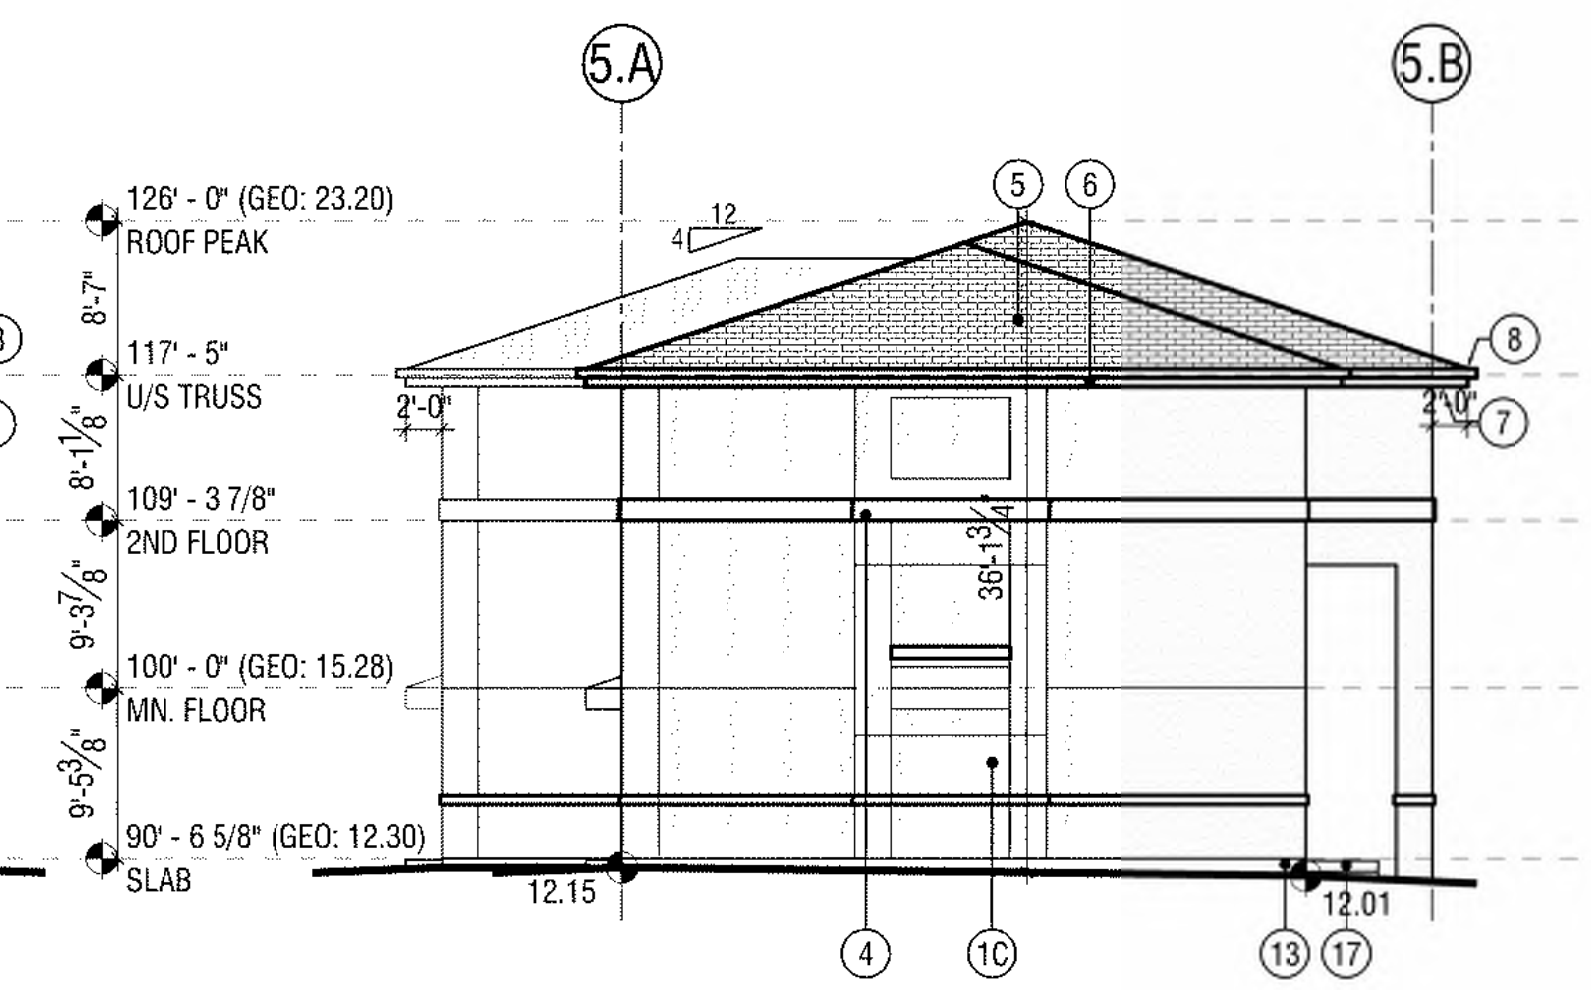 5.A
5.B
5
6
126' - 0" (GEO: 23.20)
ROOF PEAK
12
4
8'-7"
117' - 5"
U/S TRUSS
8
2'-0"
2'-0"
7
8'-1 1/8"
109' - 3 7/8"
2ND FLOOR
36'-1 3/4"
9'-3 7/8"
100' - 0" (GEO: 15.28)
MN. FLOOR
9'-5 3/8"
90' - 6 5/8" (GEO: 12.30)
SLAB
12.15
12.01
4
1C
13
17